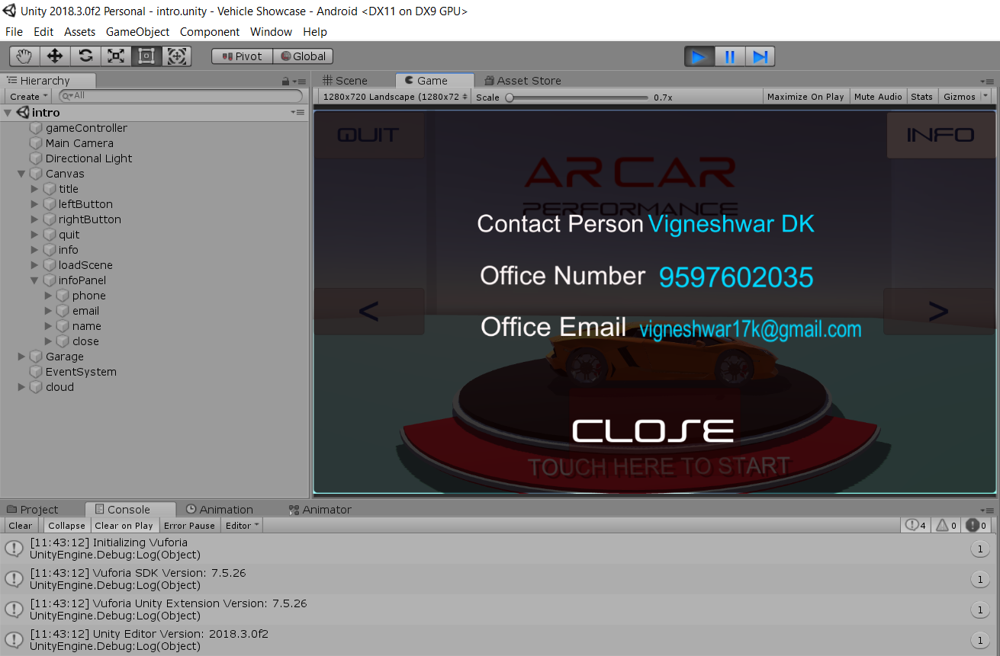 Unity 2018.3.0f2 Personal - intro.unity - Vehicle Showcase - Android <DX11 on DX9 GPU>
File Edit Assets GameObject Component Window Help
Pivot Global
Hierarchy
Create All
intro
gameController
Main Camera
Directional Light
Canvas
title
leftButton
rightButton
quit
info
loadScene
infoPanel
phone
email
name
close
Garage
EventSystem
cloud
Scene Game Asset Store
1280x720 Landscape (1280x72 Scale 0.7x Maximize On Play Mute Audio Stats Gizmos
QUIT INFO
AR CAR
PERFORMANCE
Contact Person Vigneshwar DK
Office Number 9597602035
< >
Office Email vigneshwar17k@gmail.com
CLOSE
TOUCH HERE TO START
Project Console Animation Animator
Clear Collapse Clear on Play Error Pause Editor 4 0 0
[11:43:12] Initializing Vuforia
UnityEngine.Debug:Log(Object) 1
[11:43:12] Vuforia SDK Version: 7.5.26
UnityEngine.Debug:Log(Object) 1
[11:43:12] Vuforia Unity Extension Version: 7.5.26
UnityEngine.Debug:Log(Object) 1
[11:43:12] Unity Editor Version: 2018.3.0f2
UnityEngine.Debug:Log(Object) 1